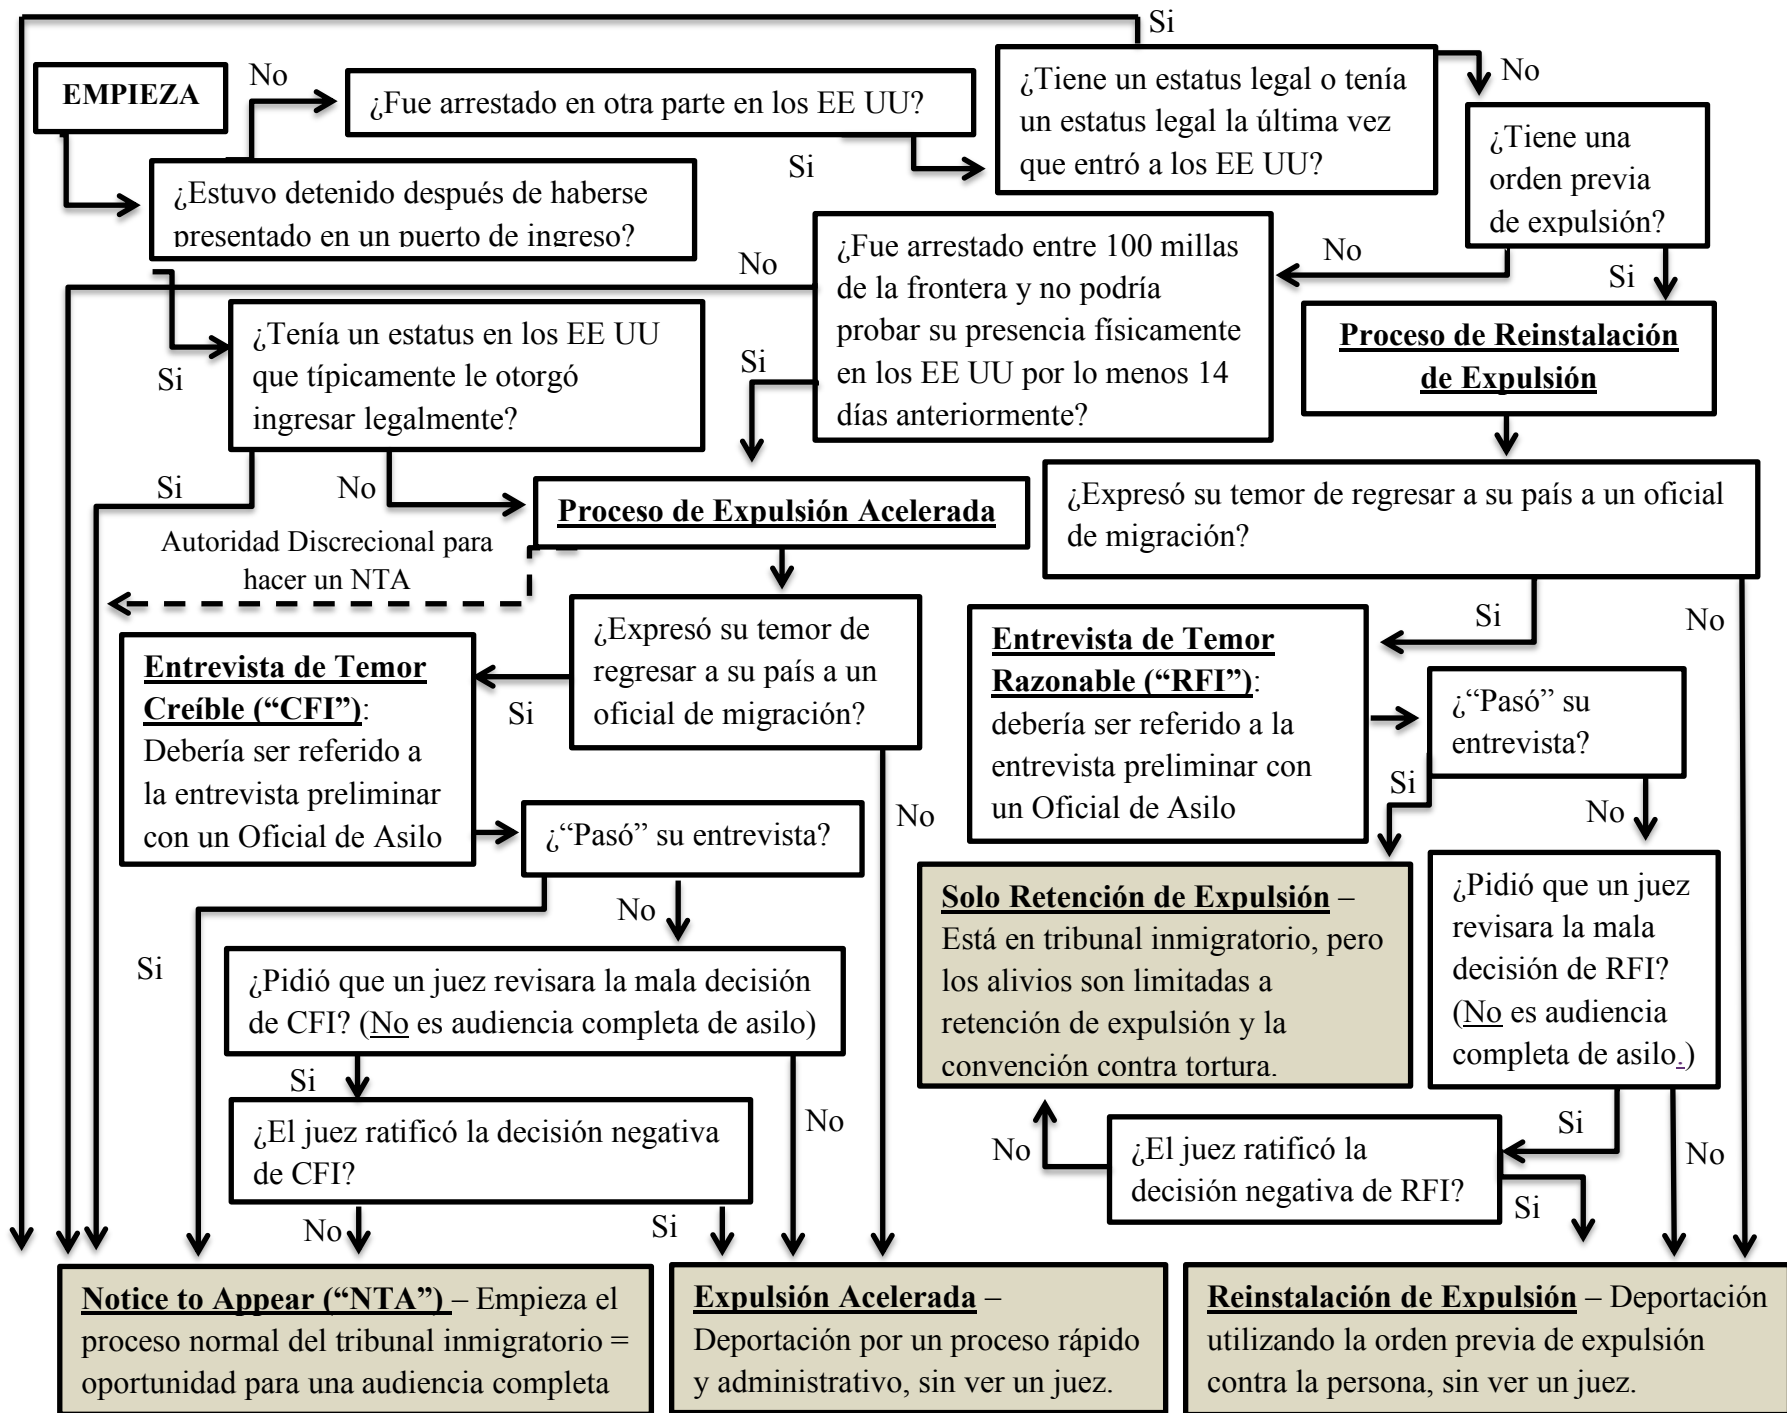 Si
EMPIEZA
No
¿Fue arrestado en otra parte en los EE UU?
Si
¿Tiene un estatus legal o tenía
un estatus legal la última vez
que entró a los EE UU?
No
¿Tiene una
orden previa
de expulsión?
¿Estuvo detenido después de haberse
presentado en un puerto de ingreso?
No
¿Fue arrestado entre 100 millas
de la frontera y no podría
probar su presencia físicamente
en los EE UU por lo menos 14
días anteriormente?
No
Si
Proceso de Reinstalación
de Expulsión
Si
¿Tenía un estatus en los EE UU
que típicamente le otorgó
ingresar legalmente?
Si
Si
No
Proceso de Expulsión Acelerada
¿Expresó su temor de regresar a su país a un oficial
de migración?
Autoridad Discrecional para
hacer un NTA
Si
No
Entrevista de Temor
Creíble (“CFI”):
Debería ser referido a
la entrevista preliminar
con un Oficial de Asilo
Si
¿Expresó su temor de
regresar a su país a un
oficial de migración?
No
Entrevista de Temor
Razonable (“RFI”):
debería ser referido a la
entrevista preliminar con
un Oficial de Asilo
¿“Pasó” su
entrevista?
Si
No
¿“Pasó” su entrevista?
Si
No
Solo Retención de Expulsión –
Está en tribunal inmigratorio, pero
los alivios son limitadas a
retención de expulsión y la
convención contra tortura.
¿Pidió que un juez
revisara la mala
decisión de RFI?
(No es audiencia
completa de asilo.)
¿Pidió que un juez revisara la mala decisión
de CFI? (No es audiencia completa de asilo)
Si
No
¿El juez ratificó la decisión negativa
de CFI?
No
Si
No
¿El juez ratificó la
decisión negativa de RFI?
Si
Si
No
Notice to Appear (“NTA”) – Empieza el
proceso normal del tribunal inmigratorio =
oportunidad para una audiencia completa
Expulsión Acelerada –
Deportación por un proceso rápido
y administrativo, sin ver un juez.
Reinstalación de Expulsión – Deportación
utilizando la orden previa de expulsión
contra la persona, sin ver un juez.